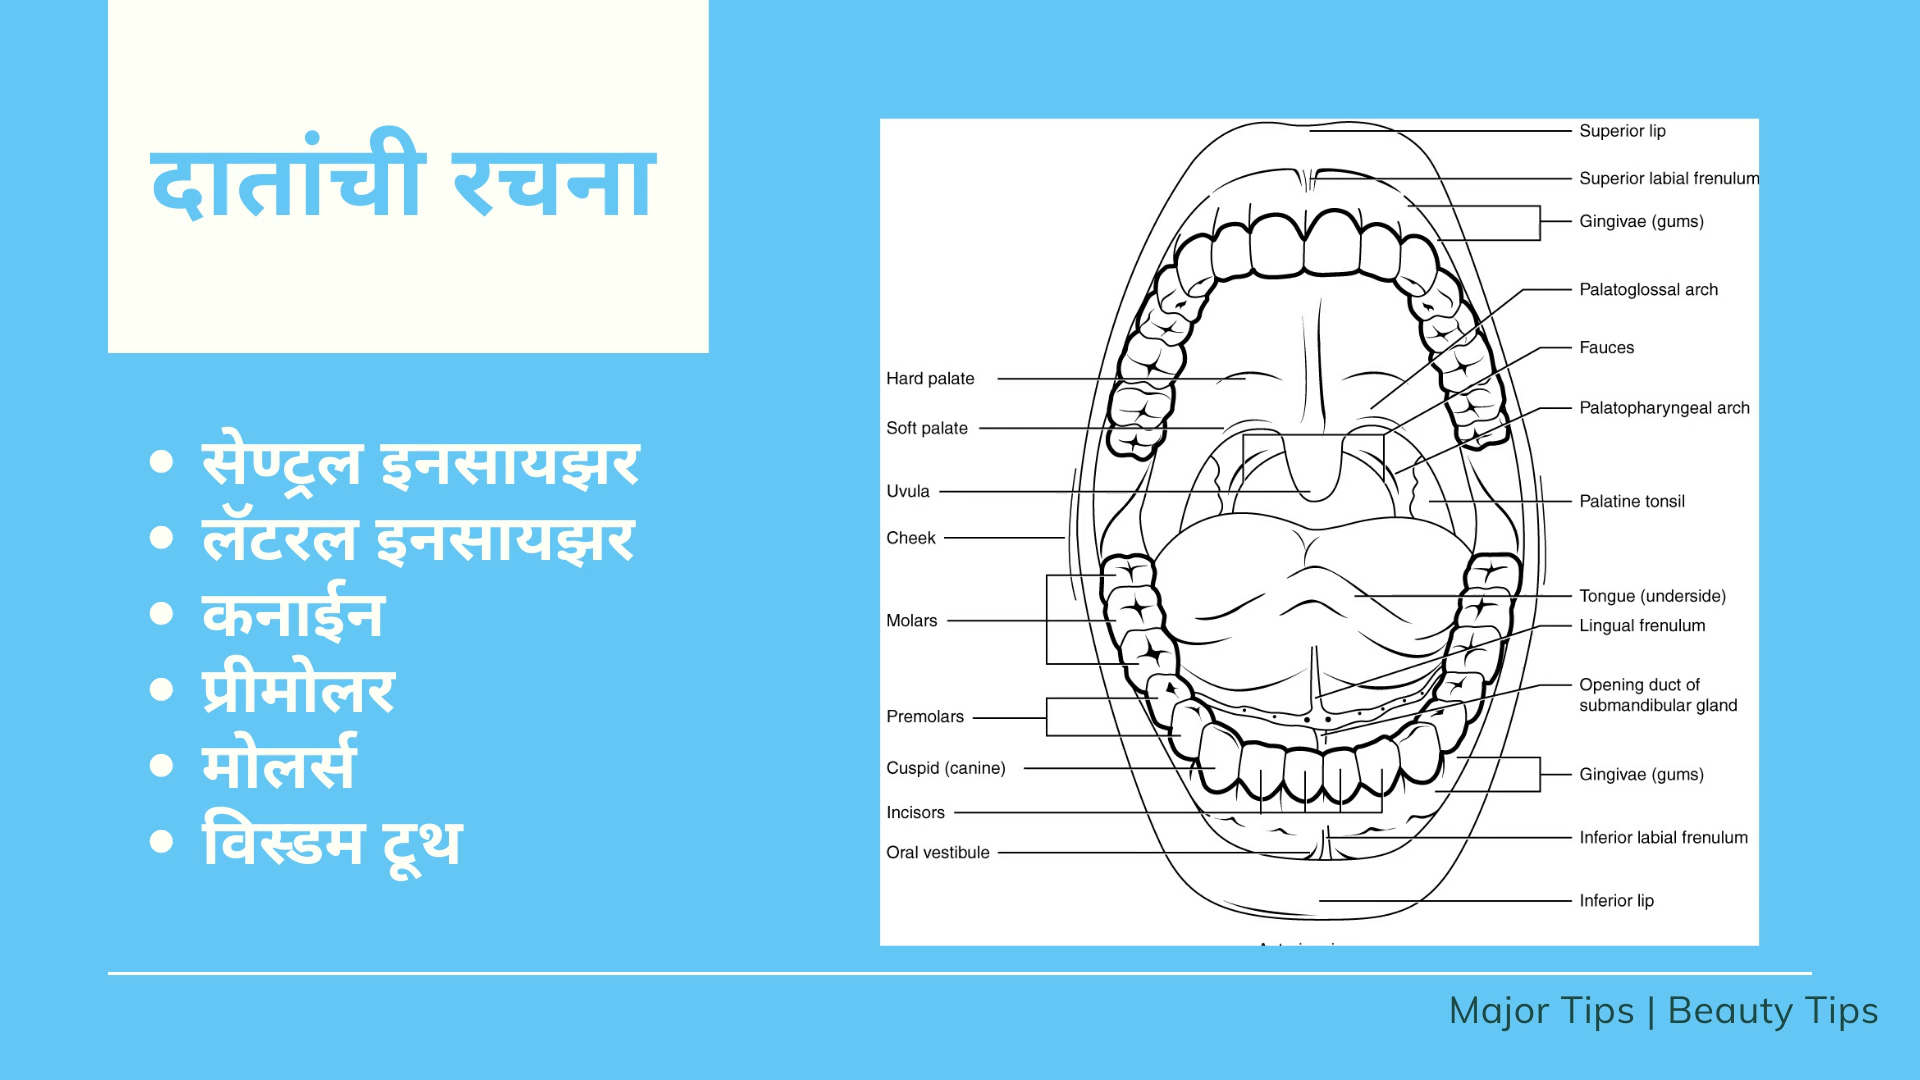 दातांची रचना
सेण्ट्रल इनसायझर
लॅटरल इनसायझर
कनाईन
प्रीमोलर
मोलर्स
विस्डम टूथ
Superior lip
Superior labial frenulum
Gingivae (gums)
Palatoglossal arch
Fauces
Palatopharyngeal arch
Palatine tonsil
Tongue (underside)
Lingual frenulum
Opening duct of
submandibular gland
Gingivae (gums)
Inferior labial frenulum
Inferior lip
Hard palate
Soft palate
Uvula
Cheek
Molars
Premolars
Cuspid (canine)
Incisors
Oral vestibule
Major Tips | Beauty Tips